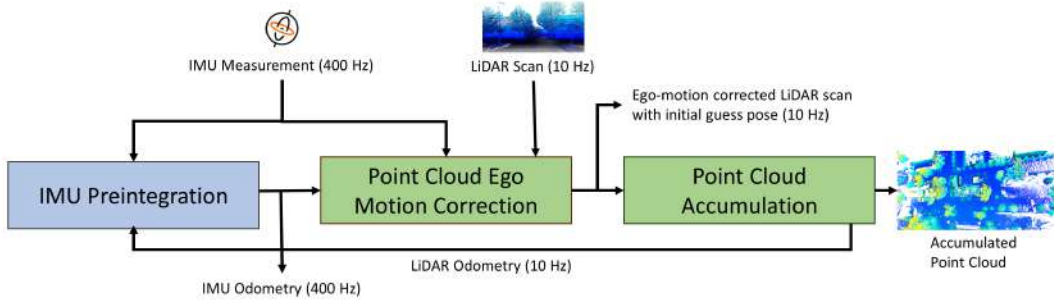 IMU Measurement (400 Hz)
LiDAR Scan (10 Hz)
Ego-motion corrected LiDAR scan
with initial guess pose (10 Hz)
IMU Preintegration
Point Cloud Ego
Motion Correction
Point Cloud
Accumulation
Accumulated
Point Cloud
LiDAR Odometry (10 Hz)
IMU Odometry (400 Hz)